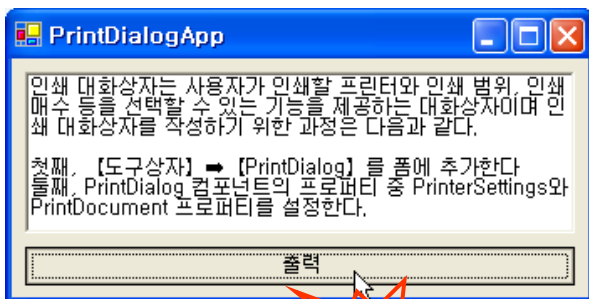 PrintDialogApp
인쇄 대화상자는 사용자가 인쇄할 프린터와 인쇄 범위, 인쇄
매수 등을 선택할 수 있는 기능을 제공하는 대화상자이며 인
쇄 대화상자를 작성하기 위한 과정은 다음과 같다.
첫째, 【도구상자】 ➡ 【PrintDialog】를 폼에 추가한다
둘째, PrintDialog 컴포넌트의 프로퍼티 중 PrinterSettings와
PrintDocument 프로퍼티를 설정한다.
출력